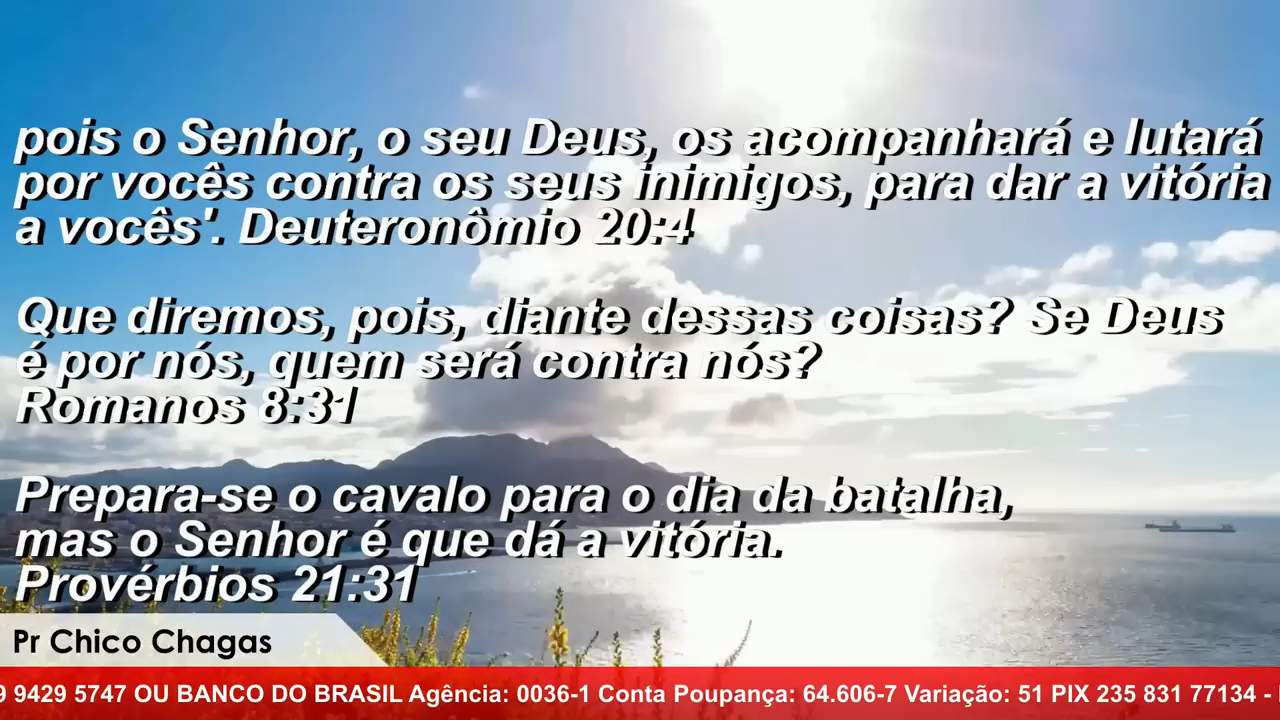 pois o Senhor, o seu Deus, os acompanhará e lutará
por vocês contra os seus inimigos, para dar a vitória
a vocês'. Deuteronômio 20:4
Que diremos, pois, diante dessas coisas? Se Deus
é por nós, quem será contra nós?
Romanos 8:31
Prepara-se o cavalo para o dia da batalha,
mas o Senhor é que dá a vitória.
Provérbios 21:31
Pr Chico Chagas
9 9429 5747 OU BANCO DO BRASIL Agência: 0036-1 Conta Poupança: 64.606-7 Variação: 51 PIX 235 831 77134 -